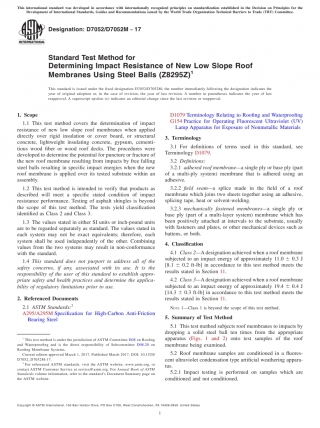 This international standard was developed in accordance with internationally recognized principles on standardization established in the Decision on Principles for the
Development of International Standards, Guides and Recommendations issued by the World Trade Organization Technical Barriers to Trade (TBT) Committee.
Designation: D7052/D7052M − 17
Standard Test Method for
Determining Impact Resistance of New Low Slope Roof
Membranes Using Steel Balls (Z8295Z)1
This standard is issued under the fixed designation D7052/D7052M; the number immediately following the designation indicates the
year of original adoption or, in the case of revision, the year of last revision. A number in parentheses indicates the year of last
reapproval. A superscript epsilon (ε) indicates an editorial change since the last revision or reapproval.
1. Scope
1.1 This test method covers the determination of impact
resistance of new low slope roof membranes when applied
directly over rigid insulation or cover board, or structural
concrete, lightweight insulating concrete, gypsum, cementi-
tious wood fiber or wood roof decks. The procedures were
developed to determine the potential for puncture or fracture of
the new roof membrane resulting from impacts by free falling
steel balls resulting in specific impact energies when the new
roof membrane is applied over its tested substrate within an
assembly.
1.2 This test method is intended to verify that products as
described will meet a specific stated condition of impact
resistance performance. Testing of asphalt shingles is beyond
the scope of this test method. The tests yield classification
identified as Class 2 and Class 3.
1.3 The values stated in either SI units or inch-pound units
are to be regarded separately as standard. The values stated in
each system may not be exact equivalents; therefore, each
system shall be used independently of the other. Combining
values from the two systems may result in non-conformance
with the standard.
1.4 This standard does not purport to address all of the
safety concerns, if any, associated with its use. It is the
responsibility of the user of this standard to establish appro-
priate safety and health practices and determine the applica-
bility of regulatory limitations prior to use.
2. Referenced Documents
2.1 ASTM Standards:2
A295/A295M Specification for High-Carbon Anti-Friction
Bearing Steel
1 This test method is under the jurisdiction of ASTM Committee D08 on Roofing
and Waterproofing and is the direct responsibility of Subcommittee D08.20 on
Roofing Membrane Systems.
Current edition approved March 1, 2017. Published March 2017. DOI: 10.1520/
D7052_D7052M-17.
2 For referenced ASTM standards, visit the ASTM website, www.astm.org, or
contact ASTM Customer Service at service@astm.org. For Annual Book of ASTM
Standards volume information, refer to the standard's Document Summary page on
the ASTM website.
D1079 Terminology Relating to Roofing and Waterproofing
G154 Practice for Operating Fluorescent Ultraviolet (UV)
Lamp Apparatus for Exposure of Nonmetallic Materials
3. Terminology
3.1 For definitions of terms used in this standard, see
Terminology D1079.
3.2 Definitions:
3.2.1 adhered roof membrane—a single ply or base ply (part
of a multi-ply system) membrane that is adhered using an
adhesive.
3.2.2 field seam—a splice made in the field of a roof
membrane which joins two sheets together using an adhesive,
splicing tape, heat or solvent-welding.
3.2.3 mechanically fastened membranes—a single ply or
base ply (part of a multi-layer system) membrane which has
been positively attached at intervals to the substrate, usually
with fasteners and plates, or other mechanical devices such as
battens, or both.
4. Classification
4.1 Class 2—A designation achieved when a roof membrane
subjected to an impact energy of approximately 11.0 ± 0.3 J
[8.1 ± 0.2 ft-lb] in accordance to this test method meets the
results stated in Section 11.
4.2 Class 3—A designation achieved when a roof membrane
subjected to an impact energy of approximately 19.4 ± 0.4 J
[14.3 ± 0.3 ft-lb] in accordance to this test method meets the
results stated in Section 11.
NOTE 1—Class 1 is beyond the scope of this test method.
5. Summary of Test Method
5.1 This test method subjects roof membranes to impacts by
dropping a solid steel ball ten times from the appropriate
apparatus (Figs. 1 and 2) onto test samples of the roof
membrane being examined.
5.2 Roof membrane samples are conditioned in a fluores-
cent ultraviolet condensation type artificial weathering appara-
tus.
5.2.1 Impact testing is performed on samples which are
conditioned and not conditioned.
Copyright © ASTM International, 100 Barr Harbor Drive, PO Box C700, West Conshohocken, PA 19428-2959. United States
1